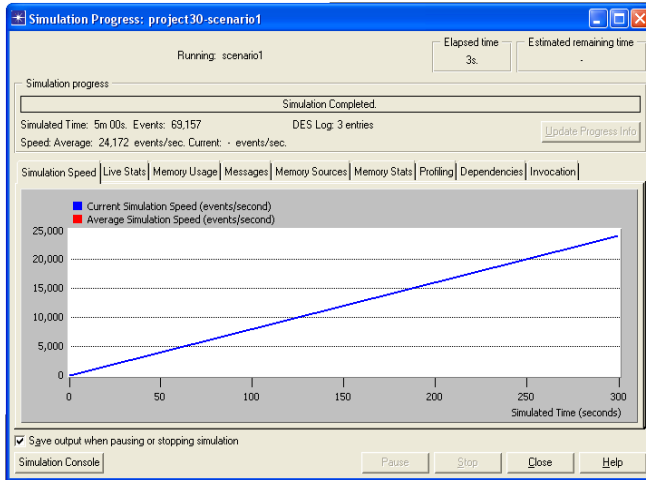 Simulation Progress: project30-scenario1
Running: scenario1
Elapsed time
3s.
Estimated remaining time
-
Simulation progress
Simulation Completed.
Simulated Time: 5m 00s. Events: 69,157
DES Log: 3 entries
Speed: Average: 24,172 events/sec. Current: - events/sec.
Update Progress Info
Simulation Speed Live Stats Memory Usage Messages Memory Sources Memory Stats Profiling Dependencies Invocation
Current Simulation Speed (events/second)
Average Simulation Speed (events/second)
25,000
20,000
15,000
10,000
5,000
0
0 50 100 150 200 250 300
Simulated Time (seconds)
Save output when pausing or stopping simulation
Simulation Console Pause Stop Close Help